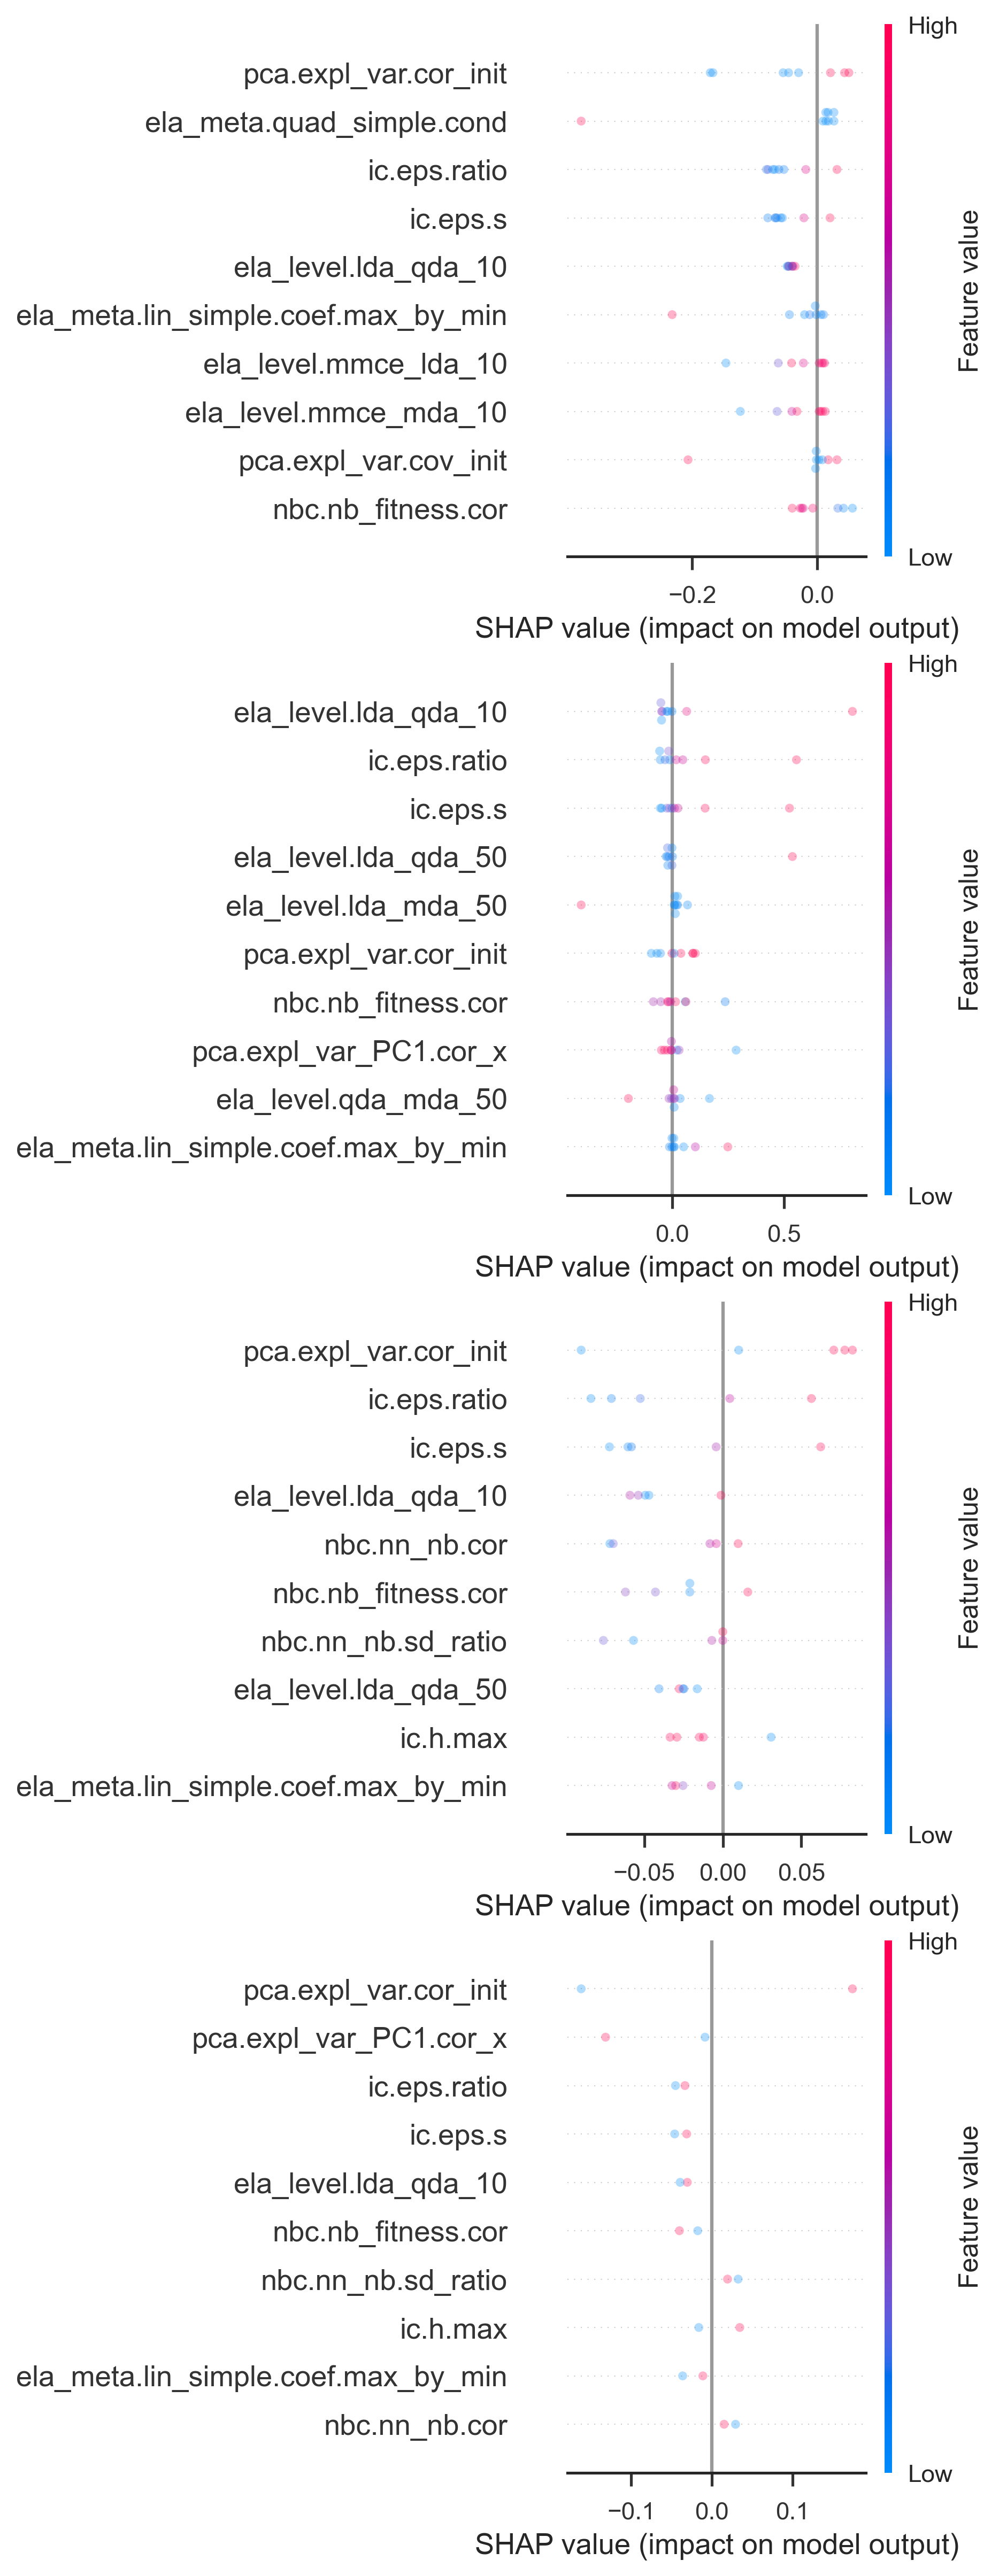 High
pca.expl_var.cor_init
ela_meta.quad_simple.cond
ic.eps.ratio
ic.eps.s
ela_level.lda_qda_10
ela_meta.lin_simple.coef.max_by_min
ela_level.mmce_lda_10
ela_level.mmce_mda_10
pca.expl_var.cov_init
nbc.nb_fitness.cor
Feature value
Low
−0.2 0.0
SHAP value (impact on model output)
High
ela_level.lda_qda_10
ic.eps.ratio
ic.eps.s
ela_level.lda_qda_50
ela_level.lda_mda_50
pca.expl_var.cor_init
nbc.nb_fitness.cor
pca.expl_var_PC1.cor_x
ela_level.qda_mda_50
ela_meta.lin_simple.coef.max_by_min
Feature value
Low
0.0 0.5
SHAP value (impact on model output)
High
pca.expl_var.cor_init
ic.eps.ratio
ic.eps.s
ela_level.lda_qda_10
nbc.nn_nb.cor
nbc.nb_fitness.cor
nbc.nn_nb.sd_ratio
ela_level.lda_qda_50
ic.h.max
ela_meta.lin_simple.coef.max_by_min
Feature value
Low
−0.05 0.00 0.05
SHAP value (impact on model output)
High
pca.expl_var.cor_init
pca.expl_var_PC1.cor_x
ic.eps.ratio
ic.eps.s
ela_level.lda_qda_10
nbc.nb_fitness.cor
nbc.nn_nb.sd_ratio
ic.h.max
ela_meta.lin_simple.coef.max_by_min
nbc.nn_nb.cor
Feature value
Low
−0.1 0.0 0.1
SHAP value (impact on model output)